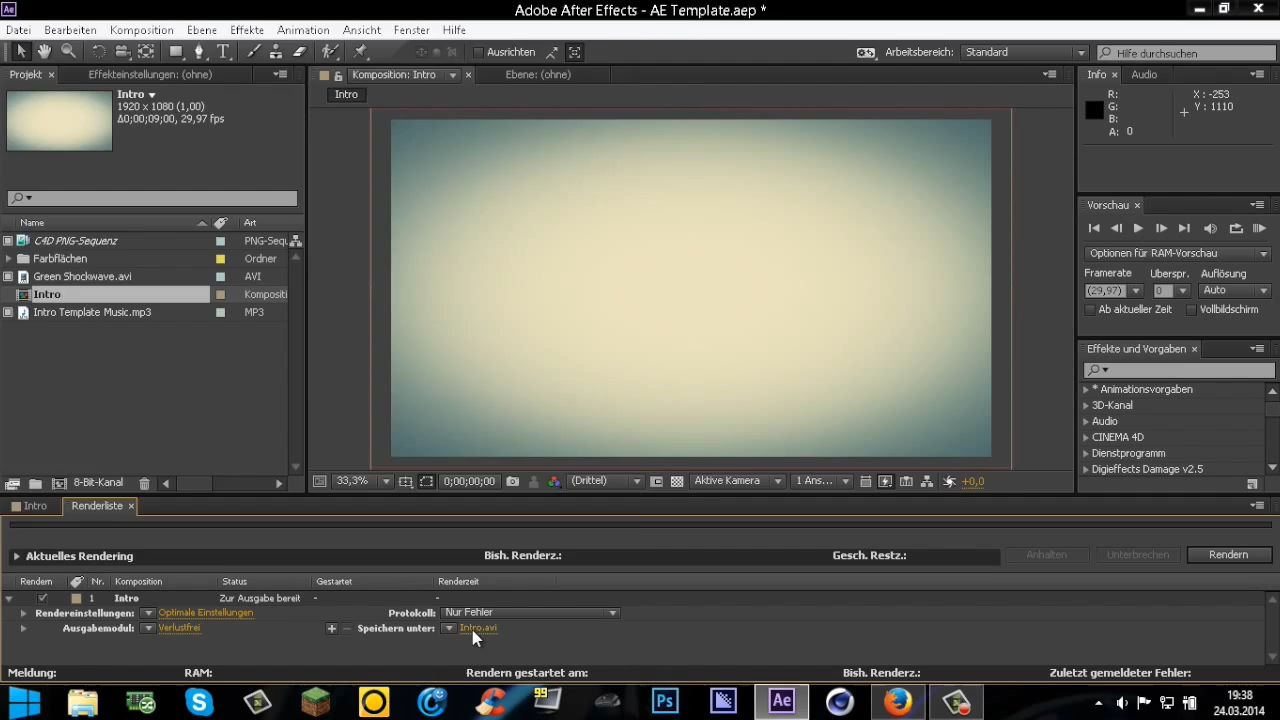 Adobe After Effects - AE Template.aep *
Datei Bearbeiten Komposition Ebene Effekte Animation Ansicht Fenster Hilfe
Ausrichten Arbeitsbereich: Standard Hilfe durchsuchen
Projekt Effekteinstellungen: (ohne) Komposition: Intro Ebene: (ohne) Info Audio
Intro
1920 x 1080 (1,00)
Δ0;00;09;00, 29,97 fps
Intro
R: X : -253
G: Y : 1110
B:
A: 0
Name Art
C4D PNG-Sequenz PNG-Sequ
Farbflächen Ordner
Green Shockwave.avi AVI
Intro Kompositi
Intro Template Music.mp3 MP3
Vorschau
Optionen für RAM-Vorschau
Framerate Überspr. Auflösung
(29,97) 0 Auto
Ab aktueller Zeit Vollbildschirm
Effekte und Vorgaben
* Animationsvorgaben
3D-Kanal
Audio
CINEMA 4D
Dienstprogramm
Digieffects Damage v2.5
8-Bit-Kanal 33,3% 0;00;00;00 (Drittel) Aktive Kamera 1 Ans... +0,0
Intro Renderliste
Aktuelles Rendering Bish. Renderz.: Gesch. Restz.: Anhalten Unterbrechen Rendern
Rendern Nr. Komposition Status Gestartet Renderzeit
1 Intro Zur Ausgabe bereit - -
Rendereinstellungen: Optimale Einstellungen Protokoll: Nur Fehler
Ausgabemodul: Verlustfrei Speichern unter: Intro.avi
Meldung: RAM: Rendern gestartet am: Bish. Renderz.: Zuletzt gemeldeter Fehler:
99
Ps Ae
19:38
24.03.2014